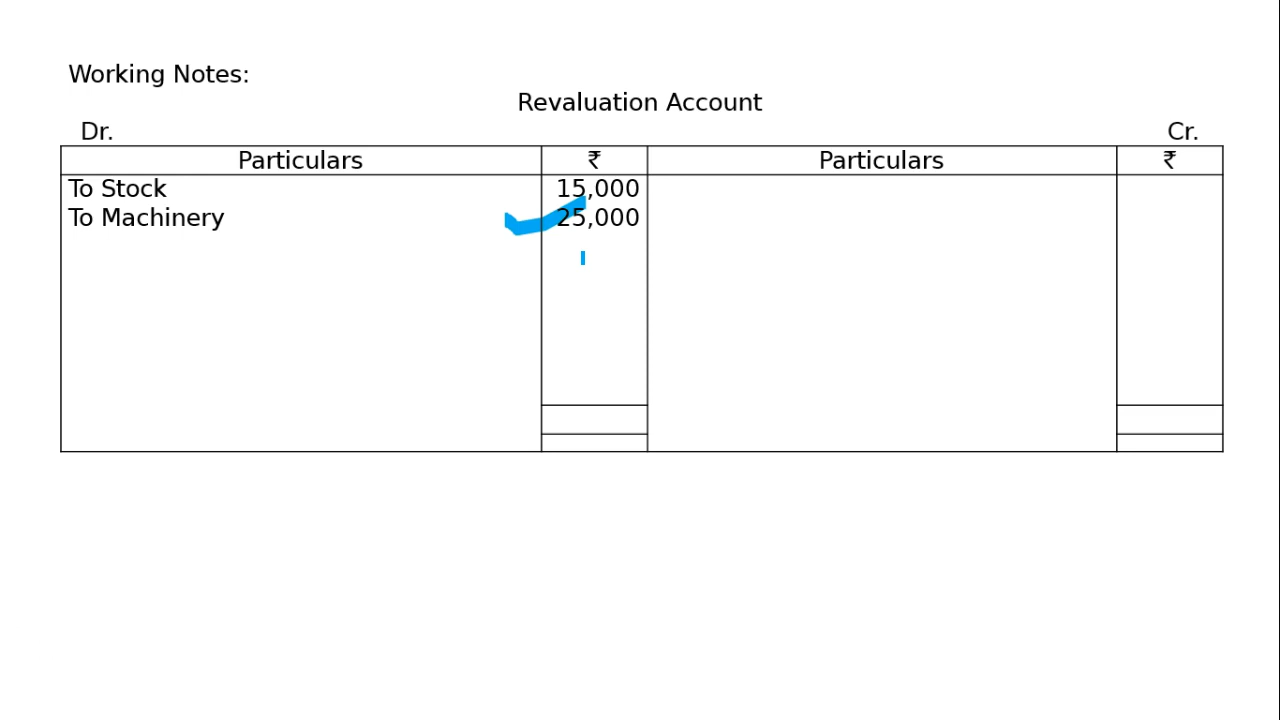 Working Notes:
Revaluation Account
Dr. Cr.
Particulars ₹ Particulars ₹
To Stock 15,000
To Machinery 25,000